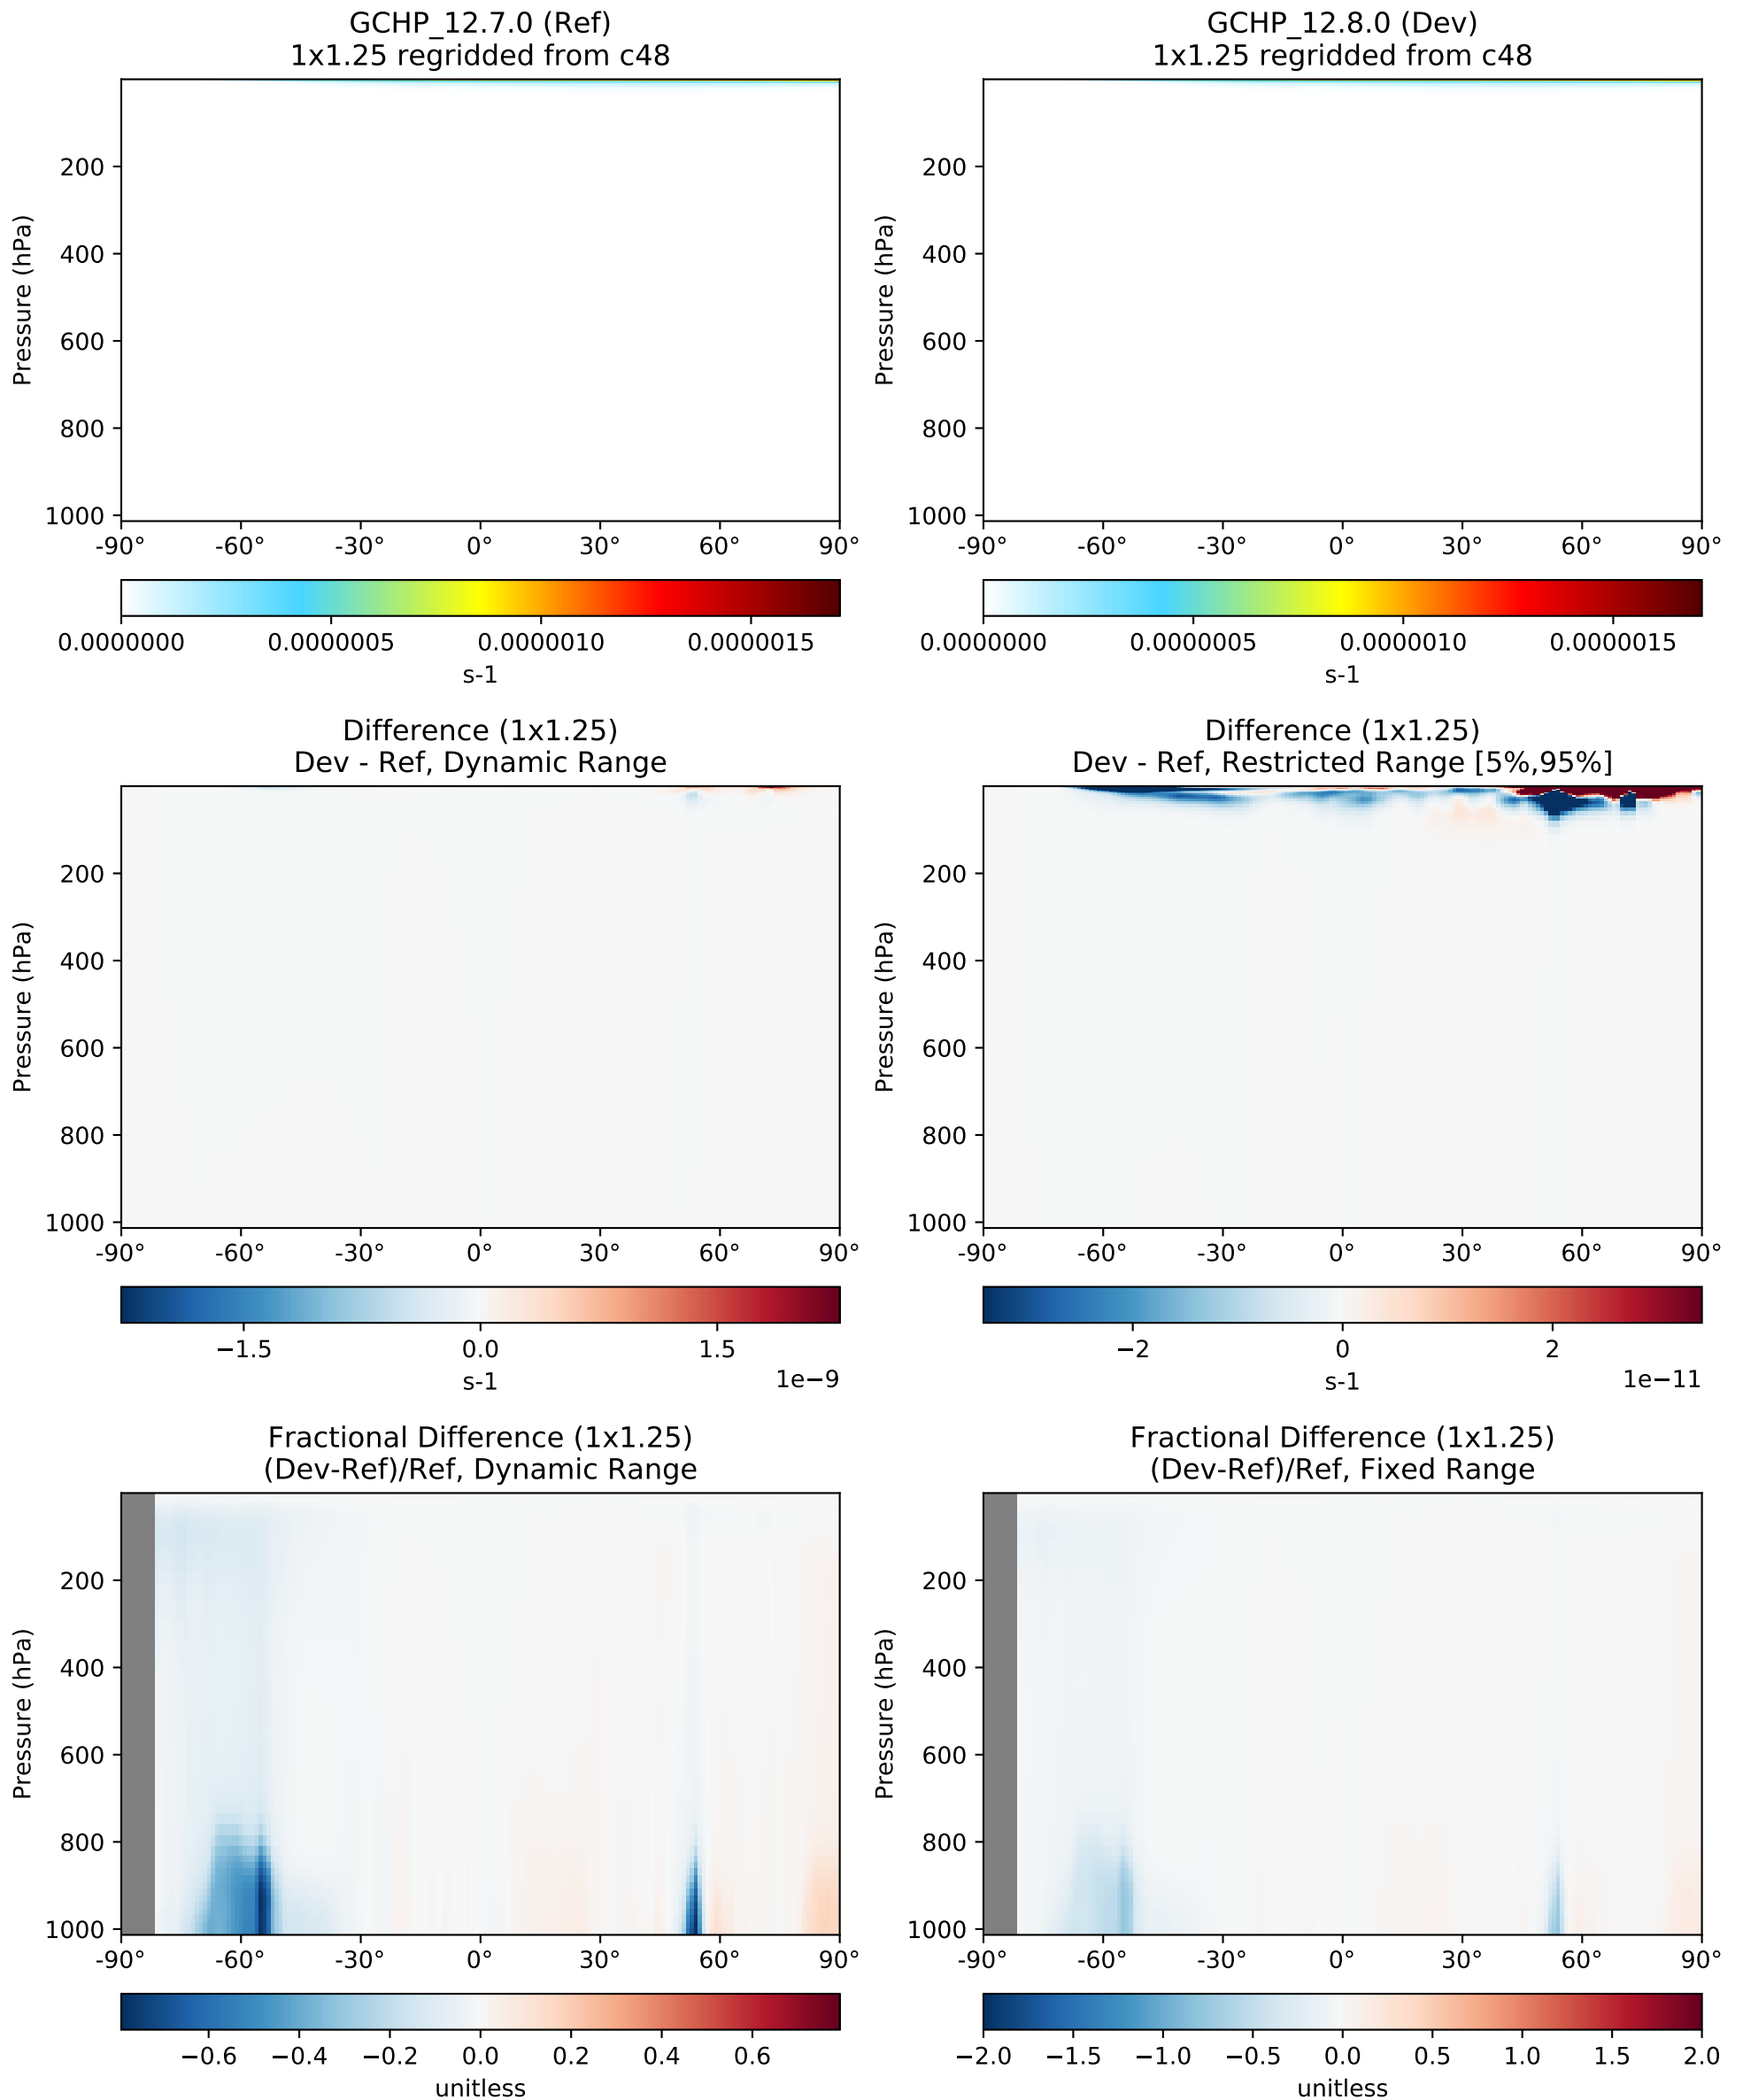 GCHP_12.7.0 (Ref)
1x1.25 regridded from c48
GCHP_12.8.0 (Dev)
1x1.25 regridded from c48
Pressure (hPa)
200
400
600
800
1000
-90° -60° -30° 0° 30° 60° 90°
0.0000000 0.0000005 0.0000010 0.0000015
s-1
Pressure (hPa)
200
400
600
800
1000
-90° -60° -30° 0° 30° 60° 90°
0.0000000 0.0000005 0.0000010 0.0000015
s-1
Difference (1x1.25)
Dev - Ref, Dynamic Range
Pressure (hPa)
200
400
600
800
1000
-90° -60° -30° 0° 30° 60° 90°
−1.5 0.0 1.5
s-1
1e−9
Difference (1x1.25)
Dev - Ref, Restricted Range [5%,95%]
Pressure (hPa)
200
400
600
800
1000
-90° -60° -30° 0° 30° 60° 90°
−2 0 2
s-1
1e−11
Fractional Difference (1x1.25)
(Dev-Ref)/Ref, Dynamic Range
Pressure (hPa)
200
400
600
800
1000
-90° -60° -30° 0° 30° 60° 90°
−0.6 −0.4 −0.2 0.0 0.2 0.4 0.6
unitless
Fractional Difference (1x1.25)
(Dev-Ref)/Ref, Fixed Range
Pressure (hPa)
200
400
600
800
1000
-90° -60° -30° 0° 30° 60° 90°
−2.0 −1.5 −1.0 −0.5 0.0 0.5 1.0 1.5 2.0
unitless